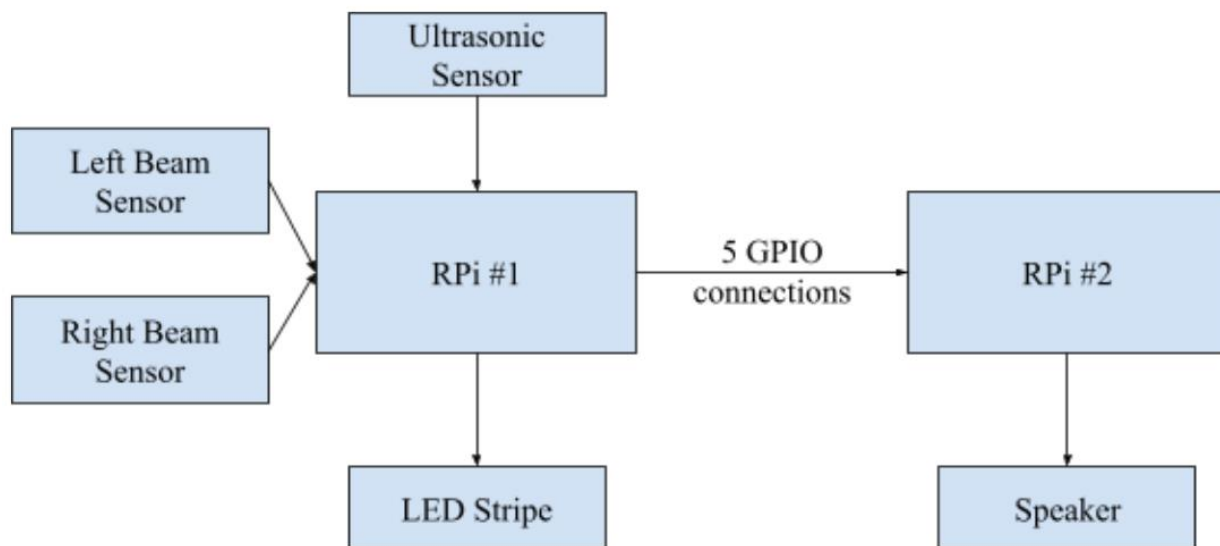 Ultrasonic
Sensor
Left Beam
Sensor
Right Beam
Sensor
RPi #1
5 GPIO
connections
RPi #2
LED Stripe
Speaker